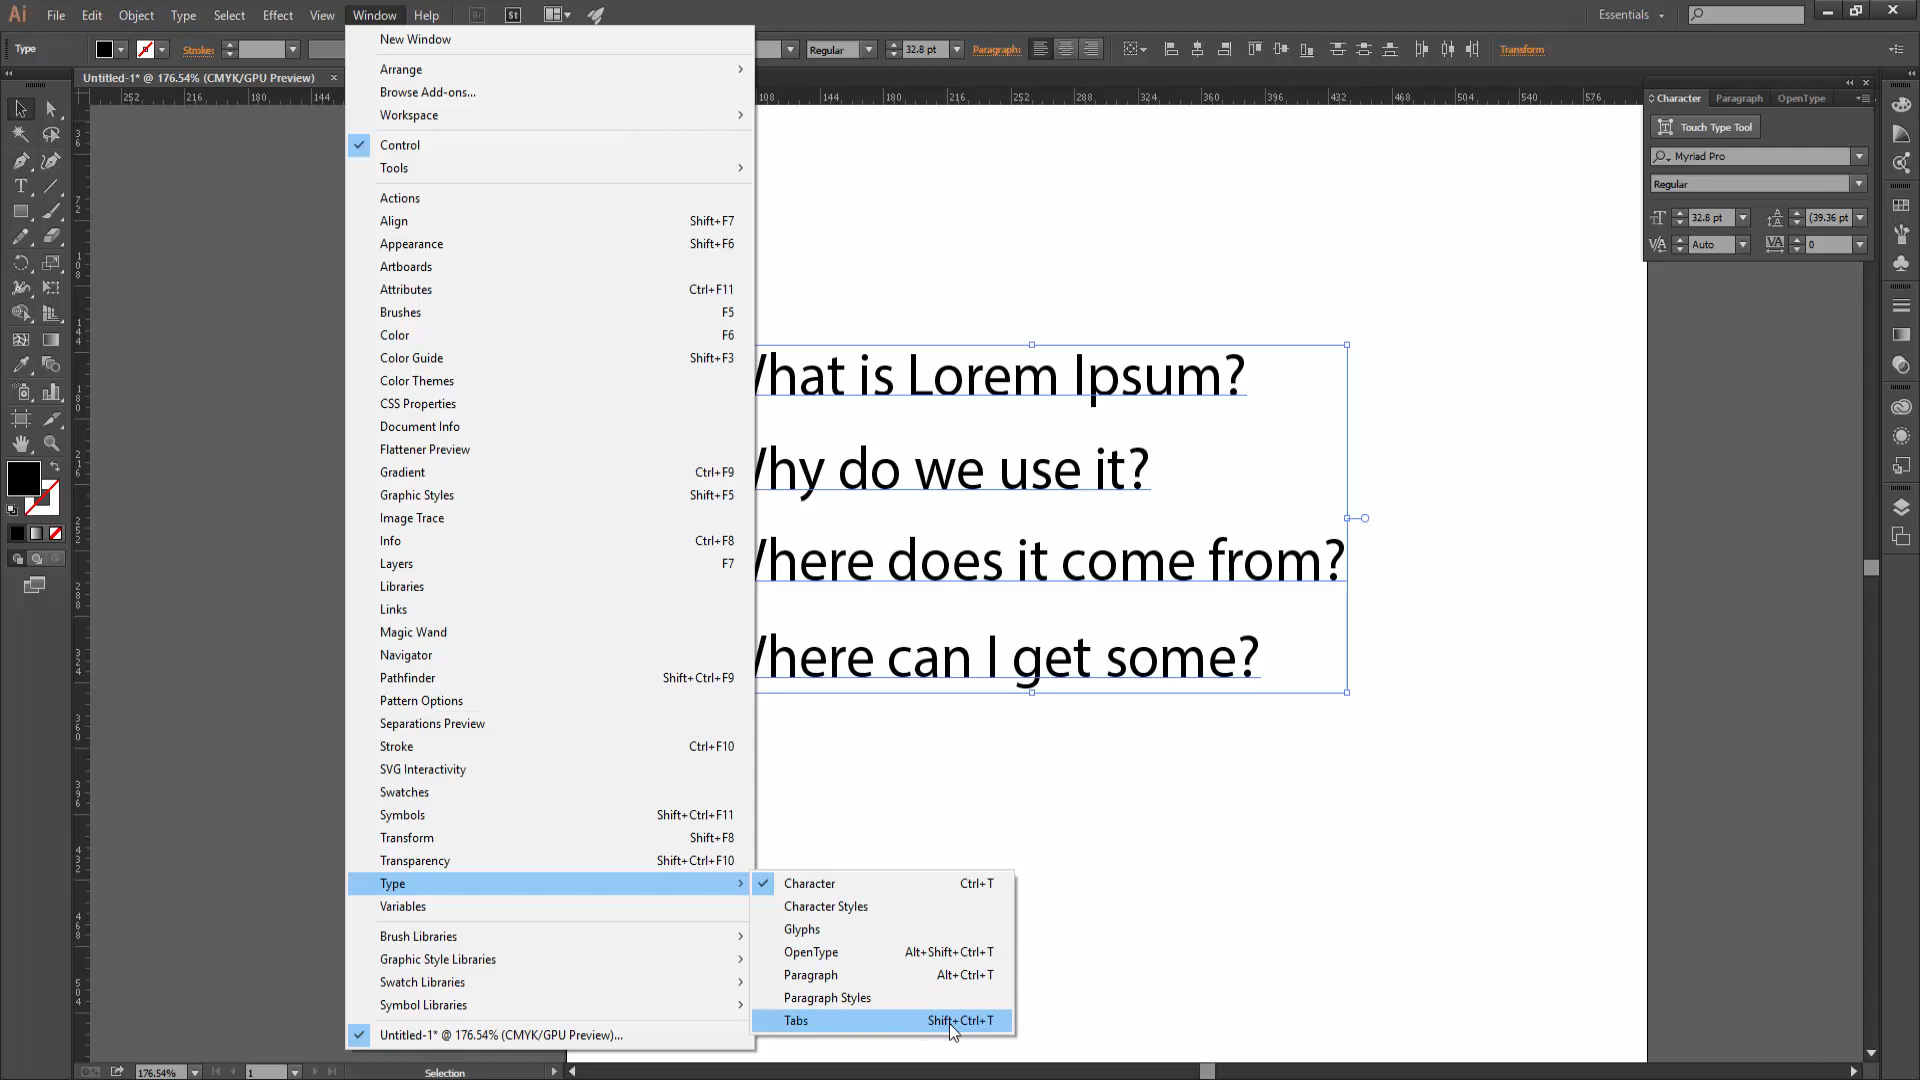 Ai File Edit Object Type Select Effect View Window Help Br St Essentials
Type Stroke: Regular 32.8 pt Paragraph: Transform
Untitled-1* @ 176.54% (CMYK/GPU Preview) ×
252 216 180 144 108 144 180 216 252 288 324 360 396 432 468 504 540 576
New Window
Arrange
Browse Add-ons...
Workspace
Control
Tools
Actions
Align Shift+F7
Appearance Shift+F6
Artboards
Attributes Ctrl+F11
Brushes F5
Color F6
Color Guide Shift+F3
Color Themes
CSS Properties
Document Info
Flattener Preview
Gradient Ctrl+F9
Graphic Styles Shift+F5
Image Trace
Info Ctrl+F8
Layers F7
Libraries
Links
Magic Wand
Navigator
Pathfinder Shift+Ctrl+F9
Pattern Options
Separations Preview
Stroke Ctrl+F10
SVG Interactivity
Swatches
Symbols Shift+Ctrl+F11
Transform Shift+F8
Transparency Shift+Ctrl+F10
Type
Variables
Brush Libraries
Graphic Style Libraries
Swatch Libraries
Symbol Libraries
Untitled-1* @ 176.54% (CMYK/GPU Preview)...
Character Ctrl+T
Character Styles
Glyphs
OpenType Alt+Shift+Ctrl+T
Paragraph Alt+Ctrl+T
Paragraph Styles
Tabs Shift+Ctrl+T
hat is Lorem Ipsum?
hy do we use it?
here does it come from?
here can I get some?
Character Paragraph OpenType
Touch Type Tool
Myriad Pro
Regular
32.8 pt (39.36 pt
Auto 0
176.54% 1 Selection